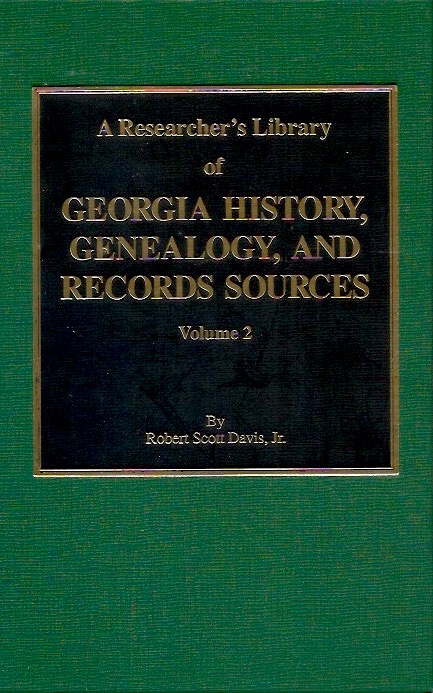 A Researcher's Library
of
GEORGIA HISTORY,
GENEALOGY, AND
RECORDS SOURCES
Volume 2
By
Robert Scott Davis, Jr.